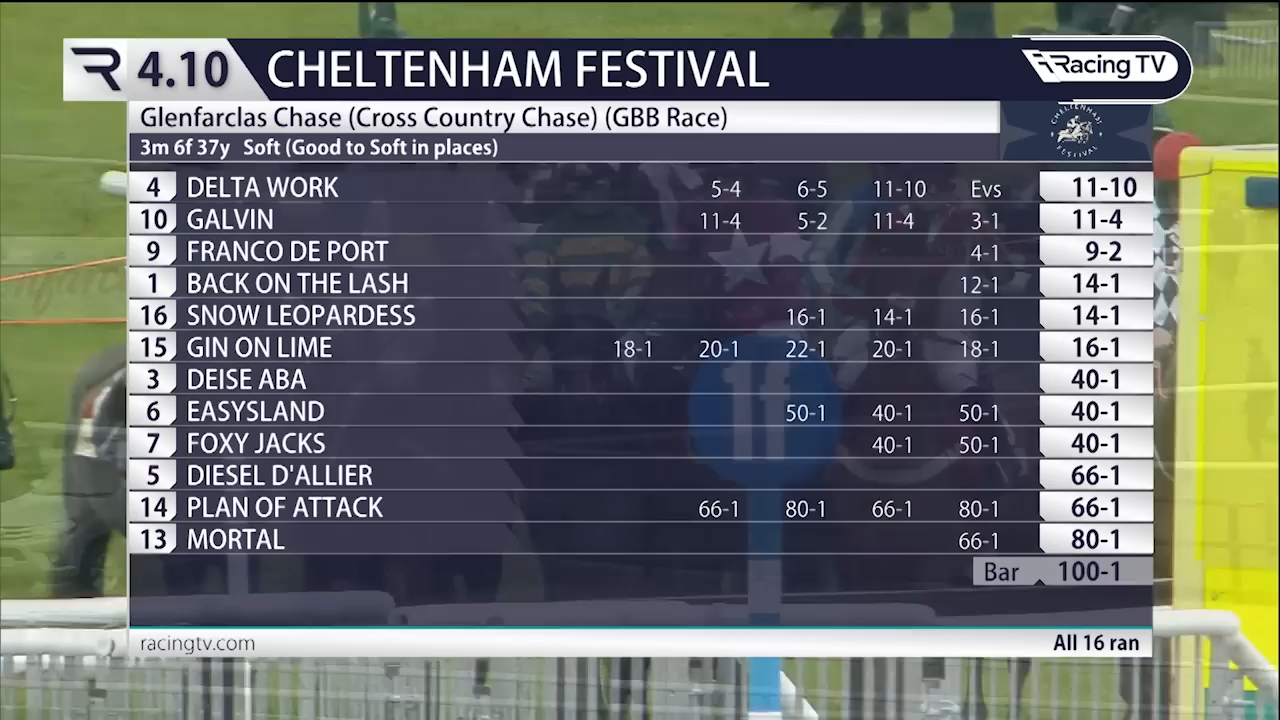 4.10 CHELTENHAM FESTIVAL Racing TV
Glenfarclas Chase (Cross Country Chase) (GBB Race)
CHELTENHAM FESTIVAL
3m 6f 37y Soft (Good to Soft in places)
4 DELTA WORK 5-4 6-5 11-10 Evs 11-10
10 GALVIN 11-4 5-2 11-4 3-1 11-4
9 FRANCO DE PORT 4-1 9-2
1 BACK ON THE LASH 12-1 14-1
16 SNOW LEOPARDESS 16-1 14-1 16-1 14-1
15 GIN ON LIME 18-1 20-1 22-1 20-1 18-1 16-1
3 DEISE ABA 40-1
6 EASYSLAND 50-1 40-1 50-1 40-1
7 FOXY JACKS 40-1 50-1 40-1
5 DIESEL D'ALLIER 66-1
14 PLAN OF ATTACK 66-1 80-1 66-1 80-1 66-1
13 MORTAL 66-1 80-1
Bar 100-1
1f
racingtv.com All 16 ran